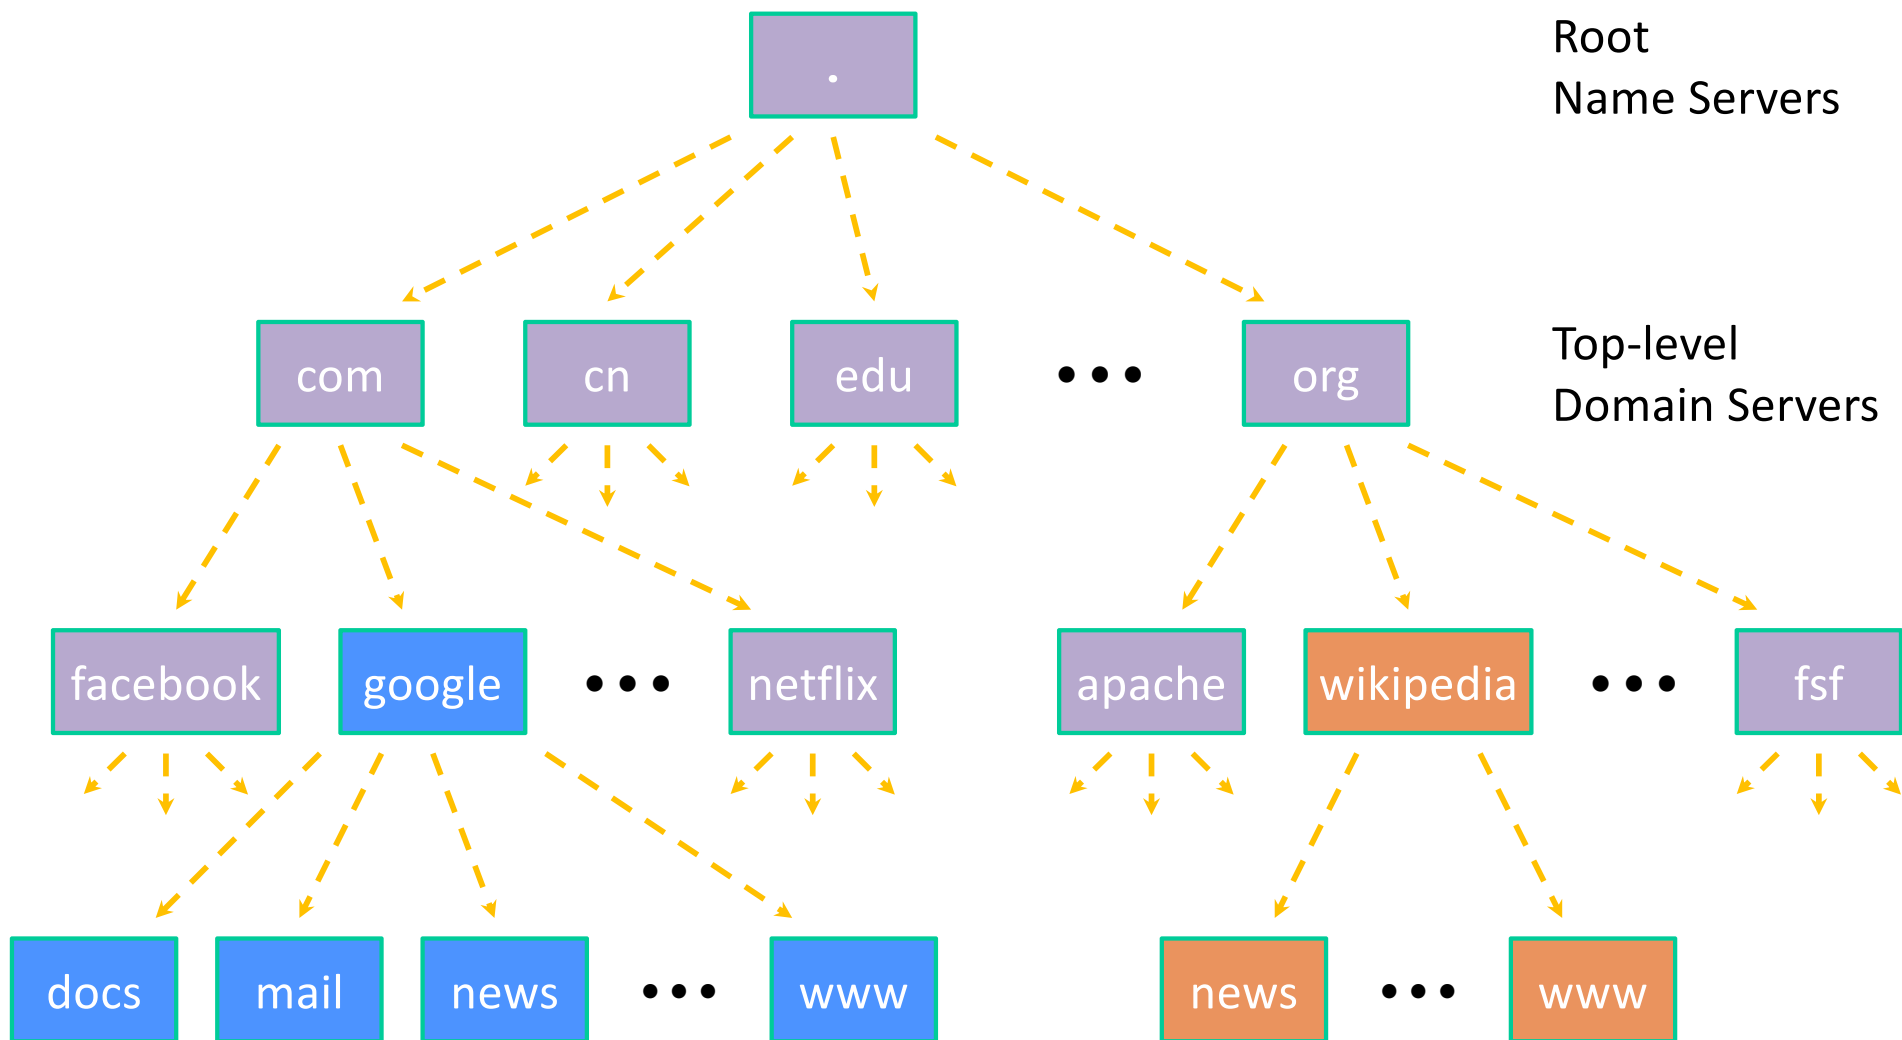 .
Root
Name Servers
com
cn
edu
•••
org
Top-level
Domain Servers
facebook
google
•••
netflix
apache
wikipedia
•••
fsf
docs
mail
news
•••
www
news
•••
www